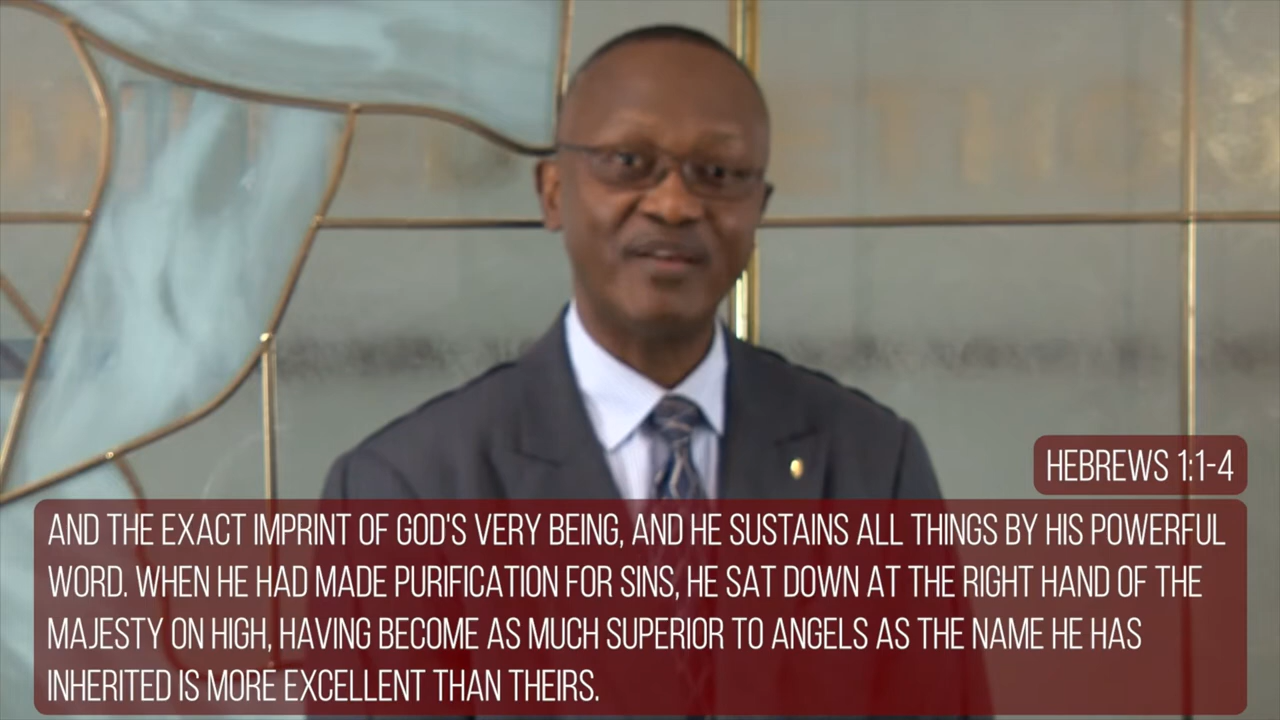 HEBREWS 1:1-4
AND THE EXACT IMPRINT OF GOD'S VERY BEING, AND HE SUSTAINS ALL THINGS BY HIS POWERFUL
WORD. WHEN HE HAD MADE PURIFICATION FOR SINS, HE SAT DOWN AT THE RIGHT HAND OF THE
MAJESTY ON HIGH, HAVING BECOME AS MUCH SUPERIOR TO ANGELS AS THE NAME HE HAS
INHERITED IS MORE EXCELLENT THAN THEIRS.